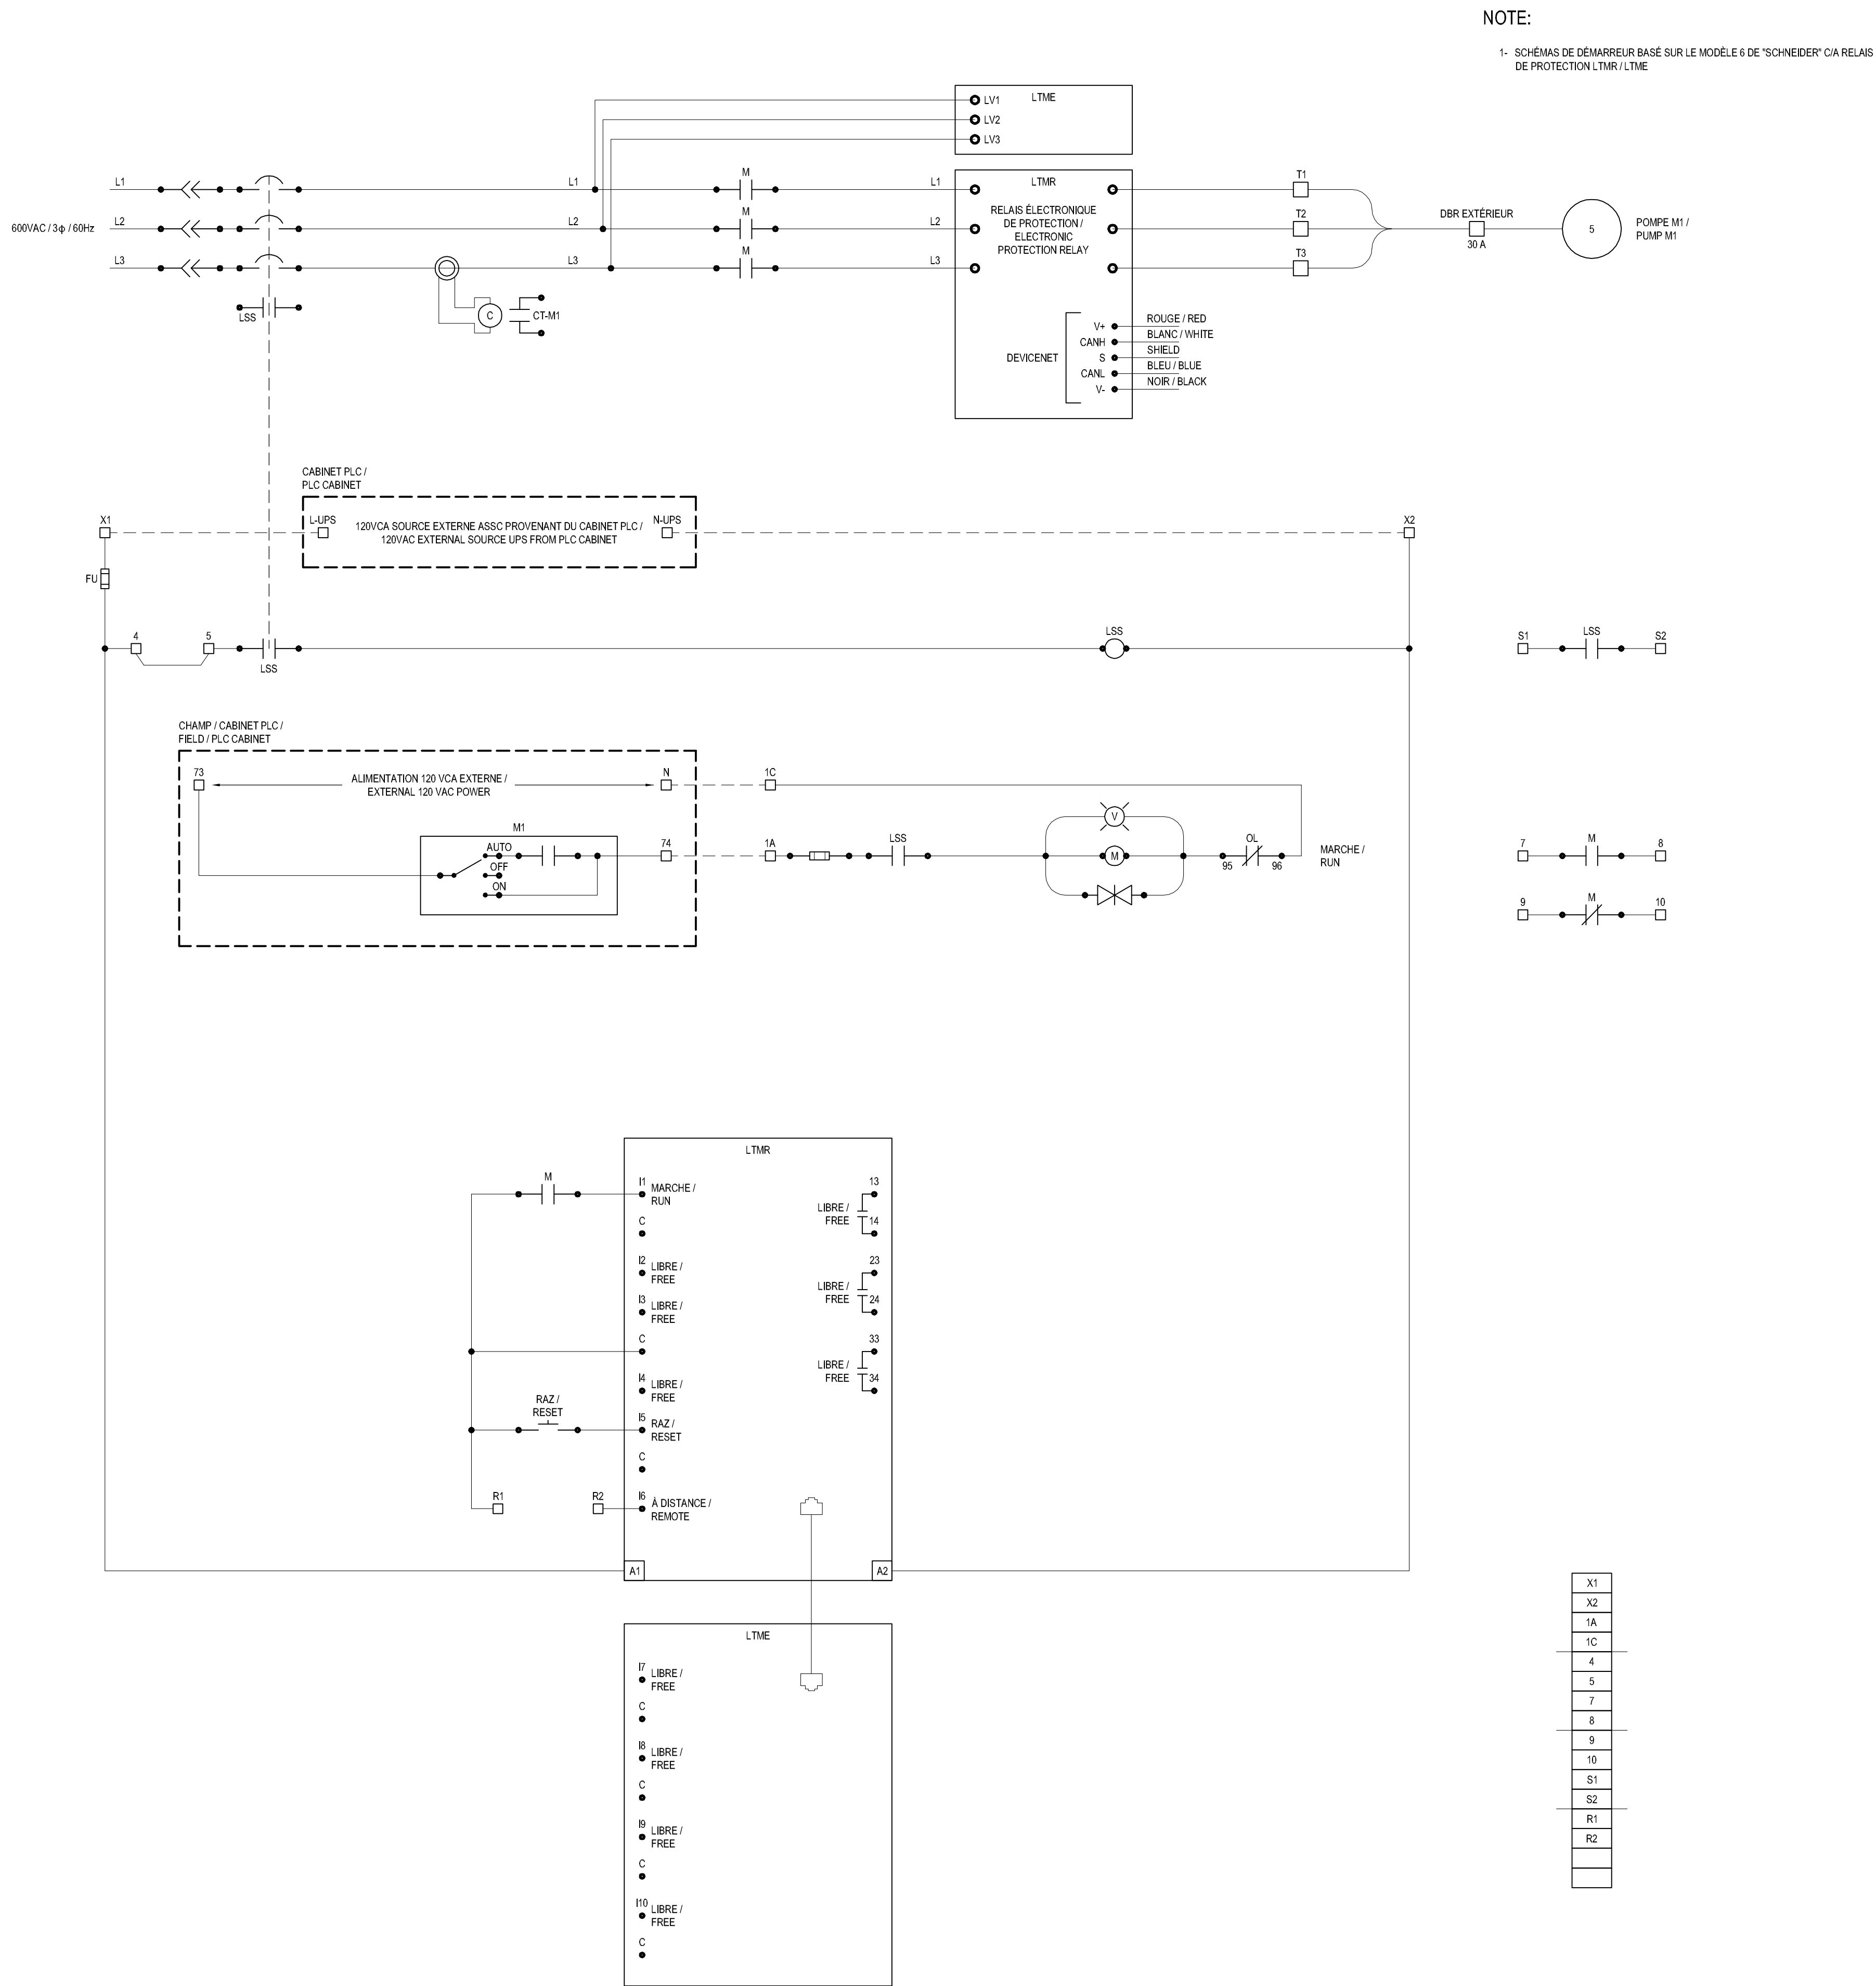 NOTE:
1- SCHÉMAS DE DÉMARREUR BASÉ SUR LE MODÈLE 6 DE "SCHNEIDER" C/A RELAIS
DE PROTECTION LTMR / LTME
LTME
LV1
LV2
LV3
600VAC / 3ϕ / 60Hz
L1
L2
L3
L1
L2
L3
M
M
M
L1
L2
L3
LTMR
RELAIS ÉLECTRONIQUE
DE PROTECTION /
ELECTRONIC
PROTECTION RELAY
T1
T2
T3
DBR EXTÉRIEUR
30 A
5
POMPE M1 /
PUMP M1
LSS
C
CT-M1
DEVICENET
V+
CANH
S
CANL
V-
ROUGE / RED
BLANC / WHITE
SHIELD
BLEU / BLUE
NOIR / BLACK
CABINET PLC /
PLC CABINET
X1
L-UPS
120VCA SOURCE EXTERNE ASSC PROVENANT DU CABINET PLC /
120VAC EXTERNAL SOURCE UPS FROM PLC CABINET
N-UPS
X2
FU
4
5
LSS
LSS
S1
LSS
S2
CHAMP / CABINET PLC /
FIELD / PLC CABINET
73
ALIMENTATION 120 VCA EXTERNE /
EXTERNAL 120 VAC POWER
N
1C
M1
AUTO
OFF
ON
74
1A
LSS
V
M
OL
95
96
MARCHE /
RUN
7
M
8
9
M
10
LTMR
M
I1
MARCHE /
RUN
C
I2
LIBRE /
FREE
I3
LIBRE /
FREE
C
I4
LIBRE /
FREE
RAZ /
RESET
I5
RAZ /
RESET
C
R1
R2
I6
À DISTANCE /
REMOTE
13
LIBRE /
FREE
14
23
LIBRE /
FREE
24
33
LIBRE /
FREE
34
A1
A2
LTME
I7
LIBRE /
FREE
C
I8
LIBRE /
FREE
C
I9
LIBRE /
FREE
C
I10
LIBRE /
FREE
C
X1
X2
1A
1C
4
5
7
8
9
10
S1
S2
R1
R2